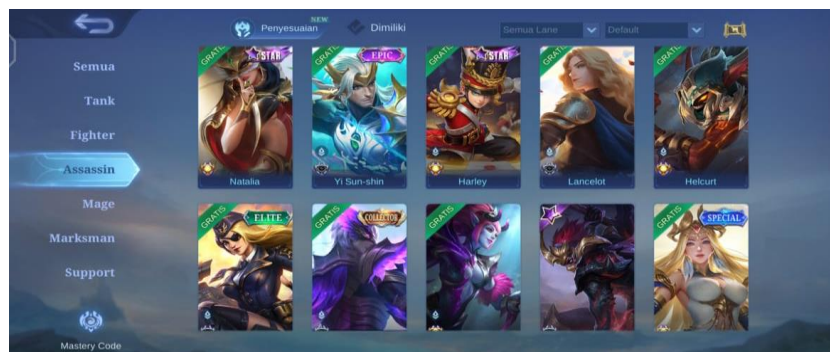 NEW
Penyesuaian
Dimiliki
Semua Lane
Default
Semua
Tank
Fighter
Assassin
Mage
Marksman
Support
Mastery Code
GRATIS
STAR
Natalia
GRATIS
EPIC
Yi Sun-shin
GRATIS
STAR
Harley
GRATIS
Lancelot
GRATIS
Helcurt
GRATIS
ELITE
GRATIS
COLLECTOR
GRATIS
GRATIS
SPECIAL